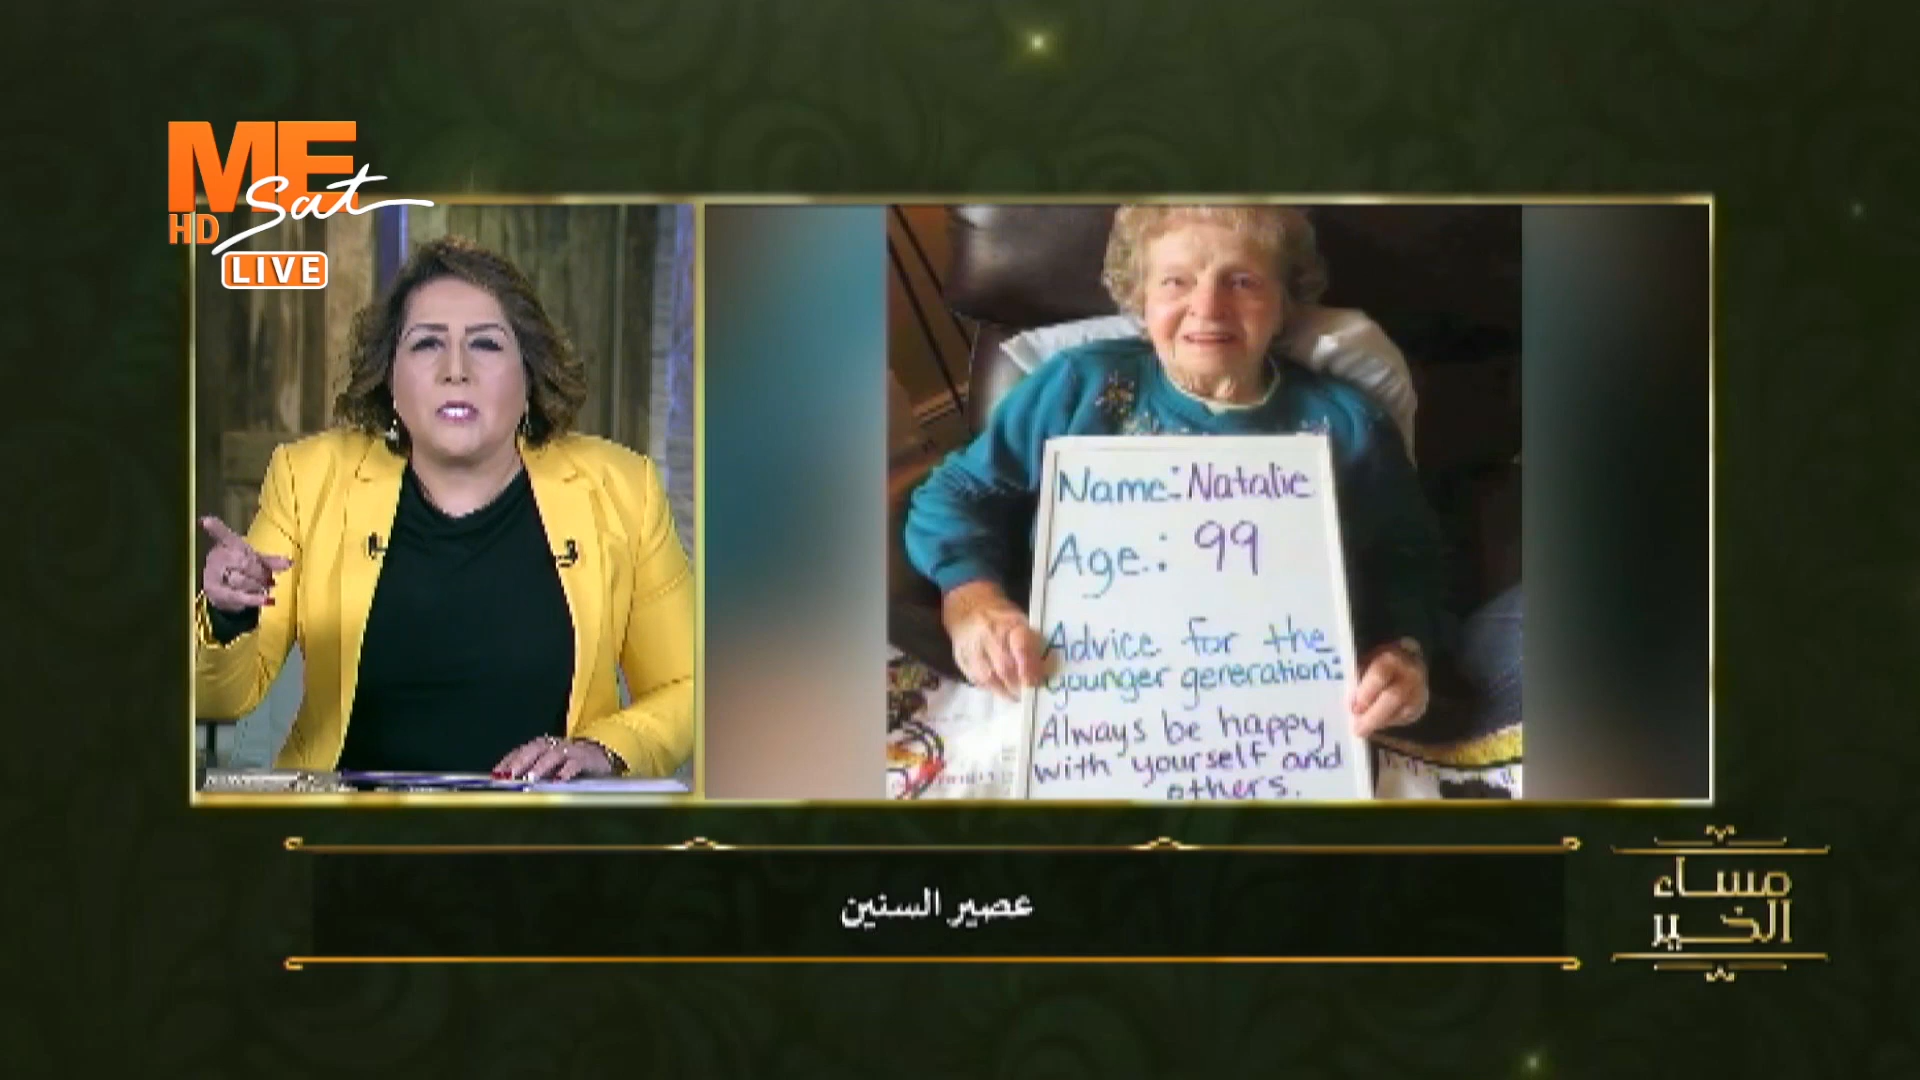 ME
Sat
HD
LIVE
Name: Natalie
Age: 99
Advice for the
younger generation:
Always be happy
with yourself and
others.
عصير السنين
مساء
الخير